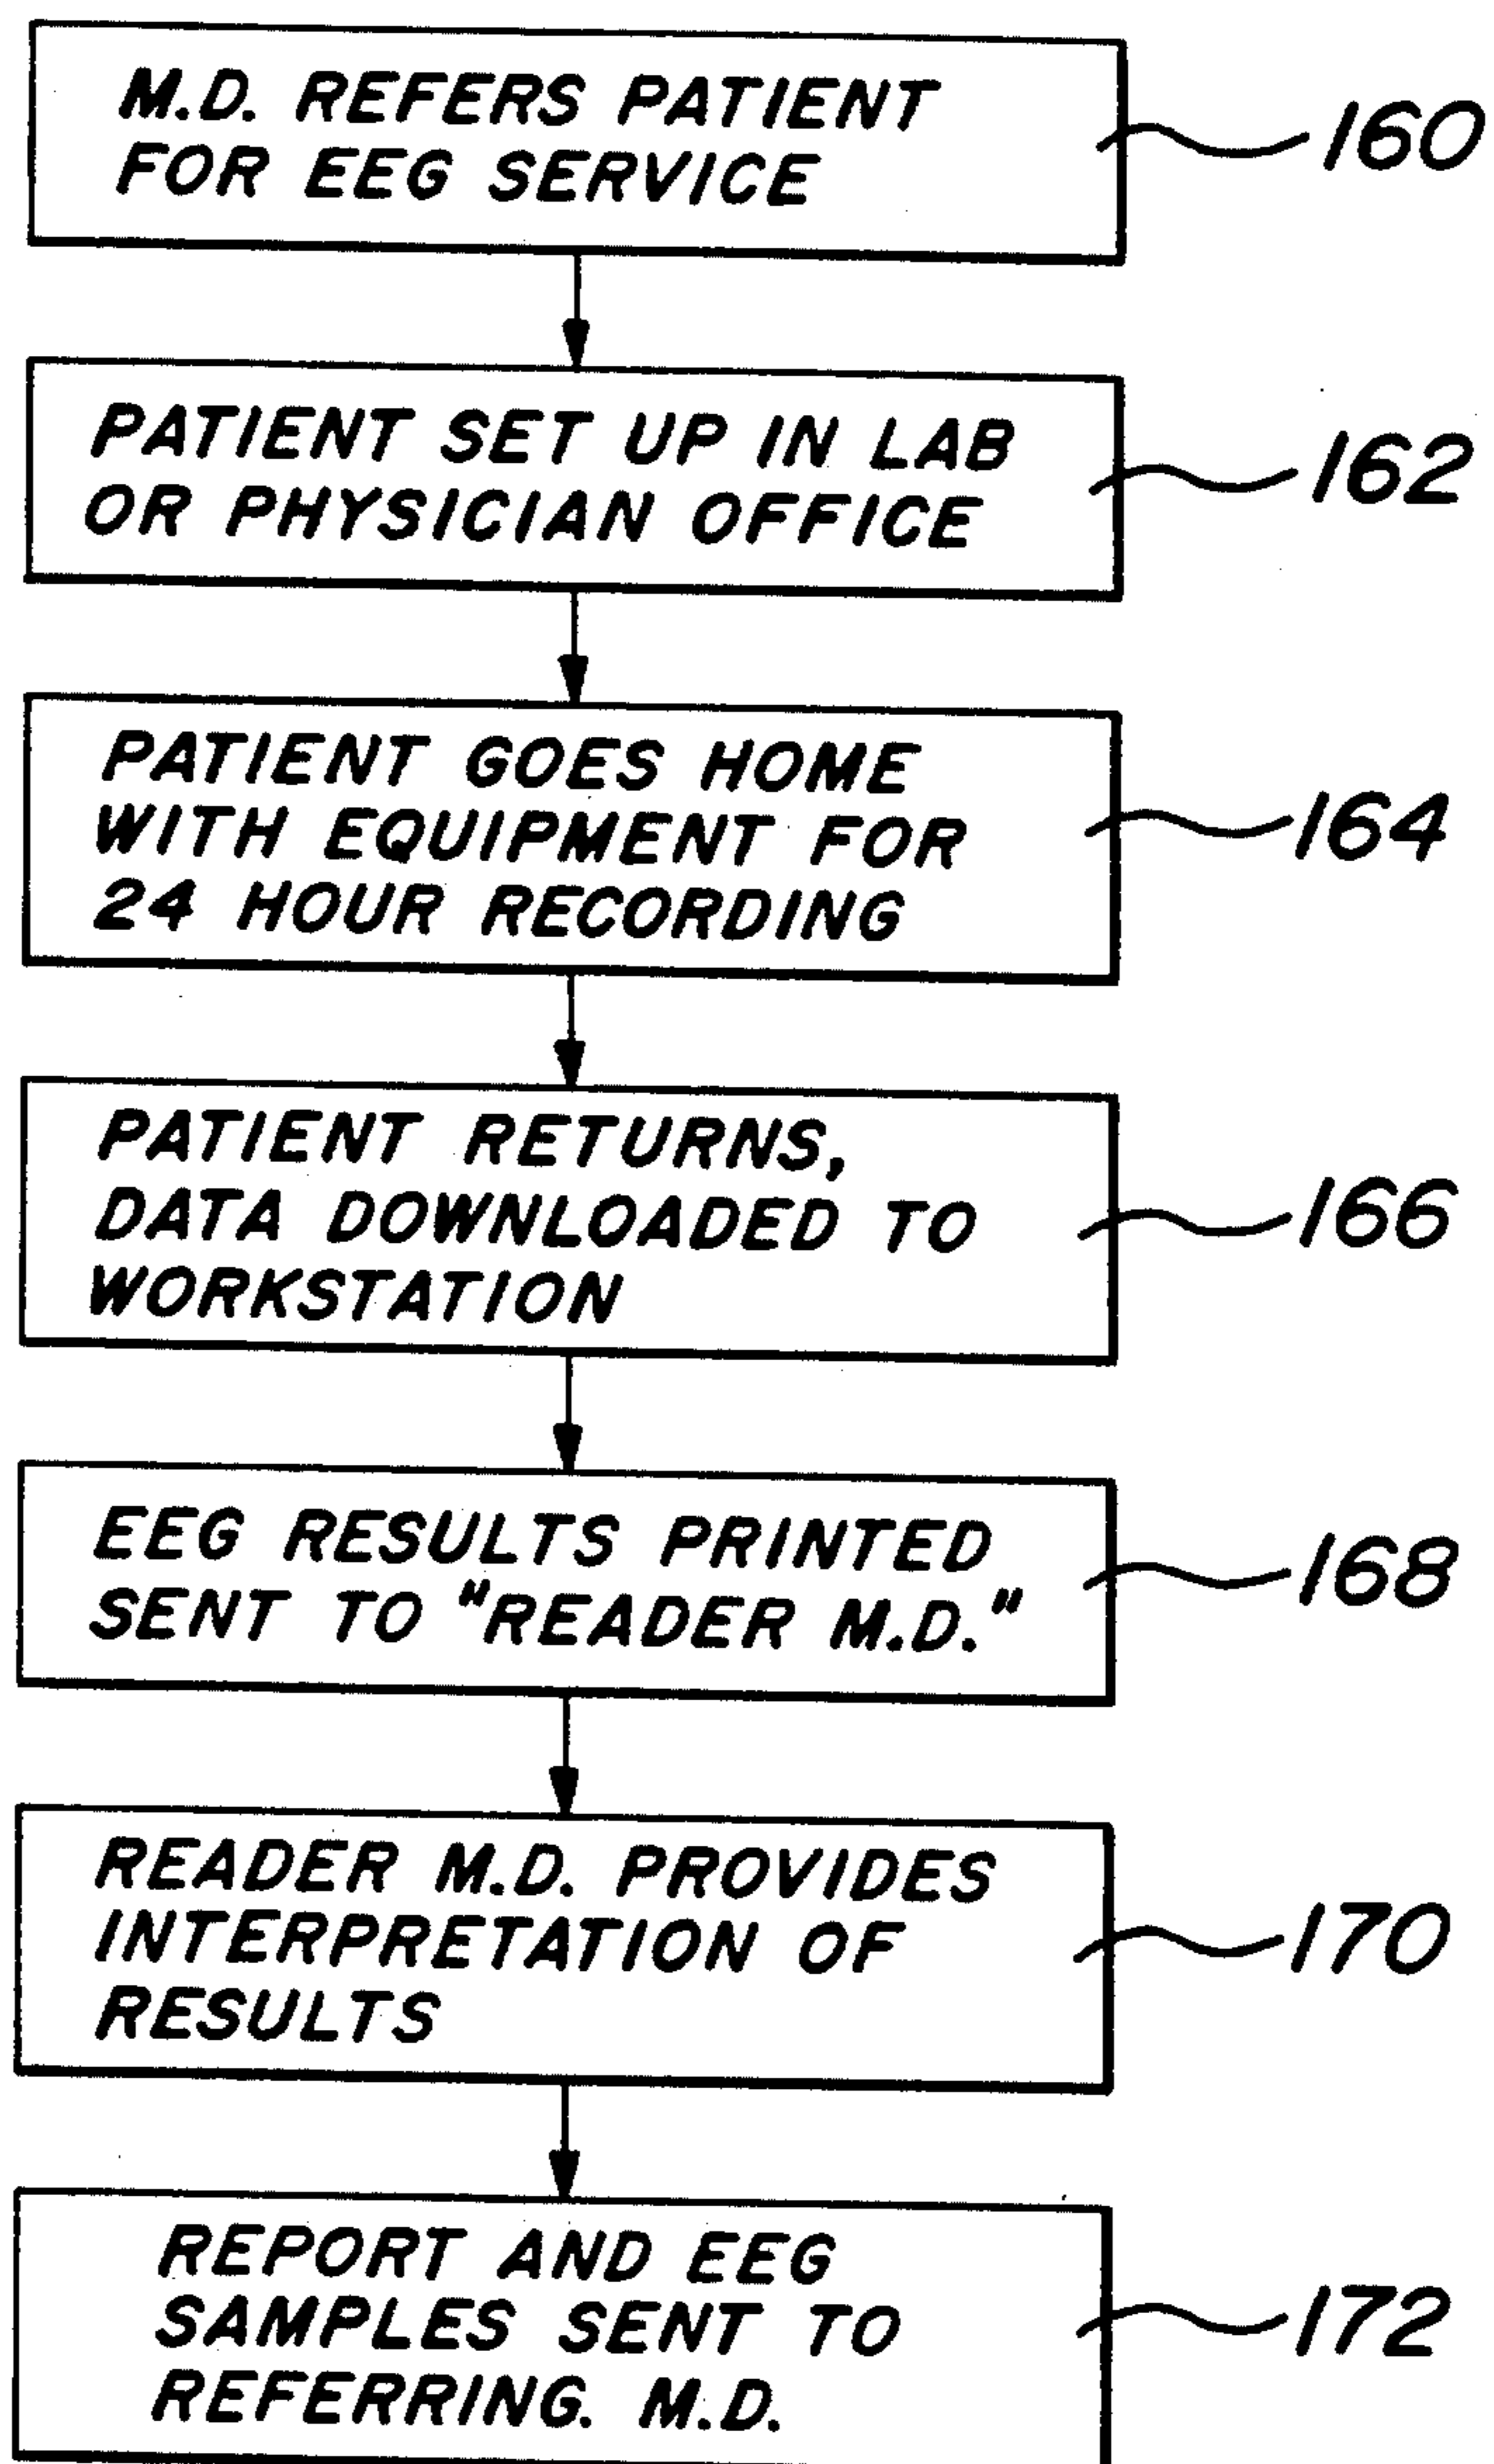 M.D. REFERS PATIENT
FOR EEG SERVICE
160
PATIENT SET UP IN LAB
OR PHYSICIAN OFFICE
162
PATIENT GOES HOME
WITH EQUIPMENT FOR
24 HOUR RECORDING
164
PATIENT RETURNS,
DATA DOWNLOADED TO
WORKSTATION
166
EEG RESULTS PRINTED
SENT TO "READER M.D."
168
READER M.D. PROVIDES
INTERPRETATION OF
RESULTS
170
REPORT AND EEG
SAMPLES SENT TO
REFERRING. M.D.
172